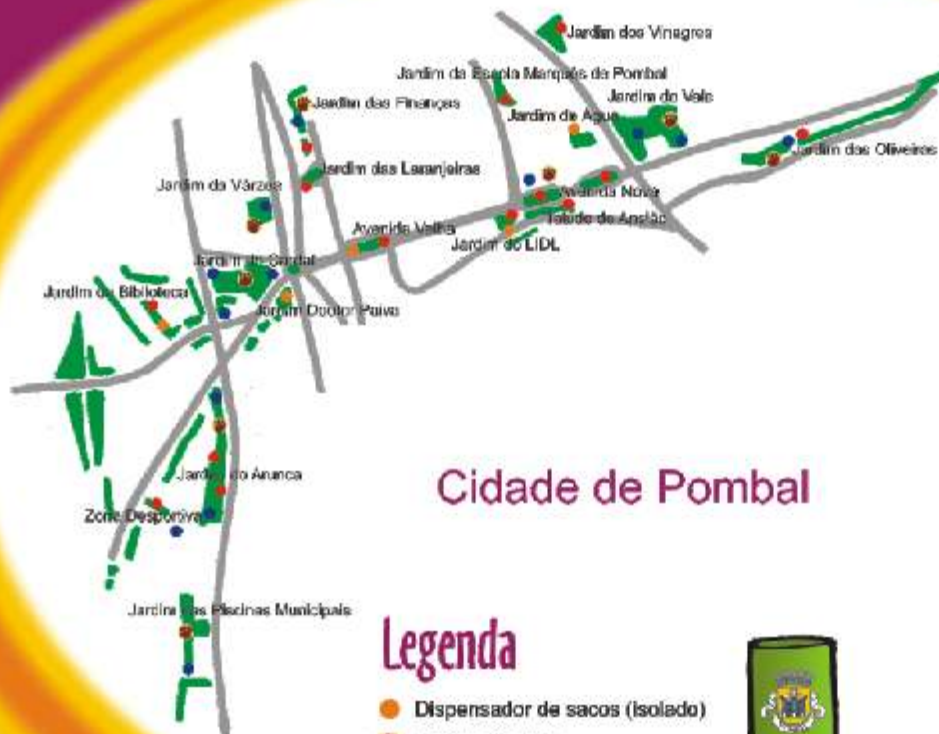 Jardim dos Vinagres
Jardim da Escola Marquês de Pombal
Jardim do Vale
Jardim das Finanças
Jardim de Água
Jardim das Oliveiras
Jardim das Laranjeiras
Jardim da Várzea
Avenida Nova
Talude do Ansião
Avenida Velha
Jardim do LIDL
Jardim do Cardal
Jardim da Biblioteca
Jardim Doutor Paiva
Jardim do Arunca
Cidade de Pombal
Zona Desportiva
Jardim das Piscinas Municipais
Legenda
Dispensador de sacos (isolado)